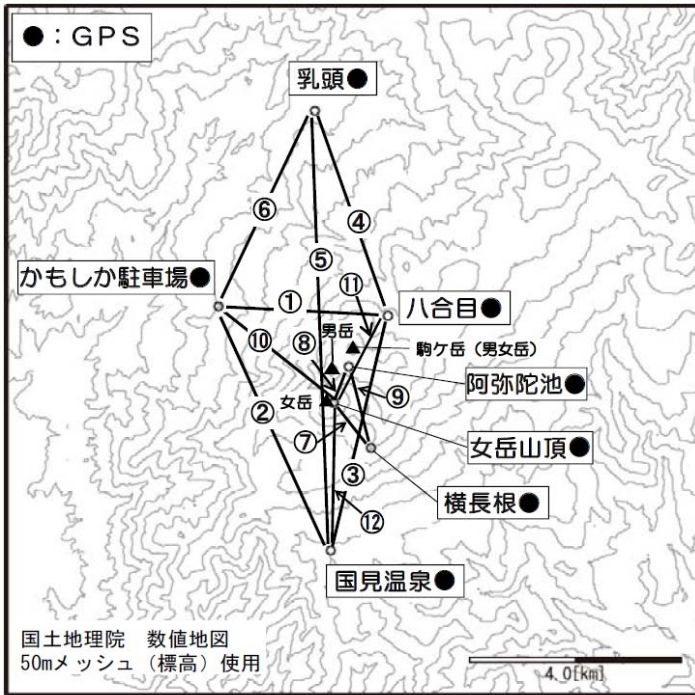 ●：ＧＰＳ
乳頭●
⑥
④
⑤
かもしか駐車場●
①
⑪
八合目●
⑩
⑧
男岳
駒ケ岳（男女岳）
阿弥陀池●
②
女岳
⑨
⑦
女岳山頂●
③
横長根●
⑫
国見温泉●
国土地理院　数値地図
50mメッシュ（標高）使用
4.0[km]